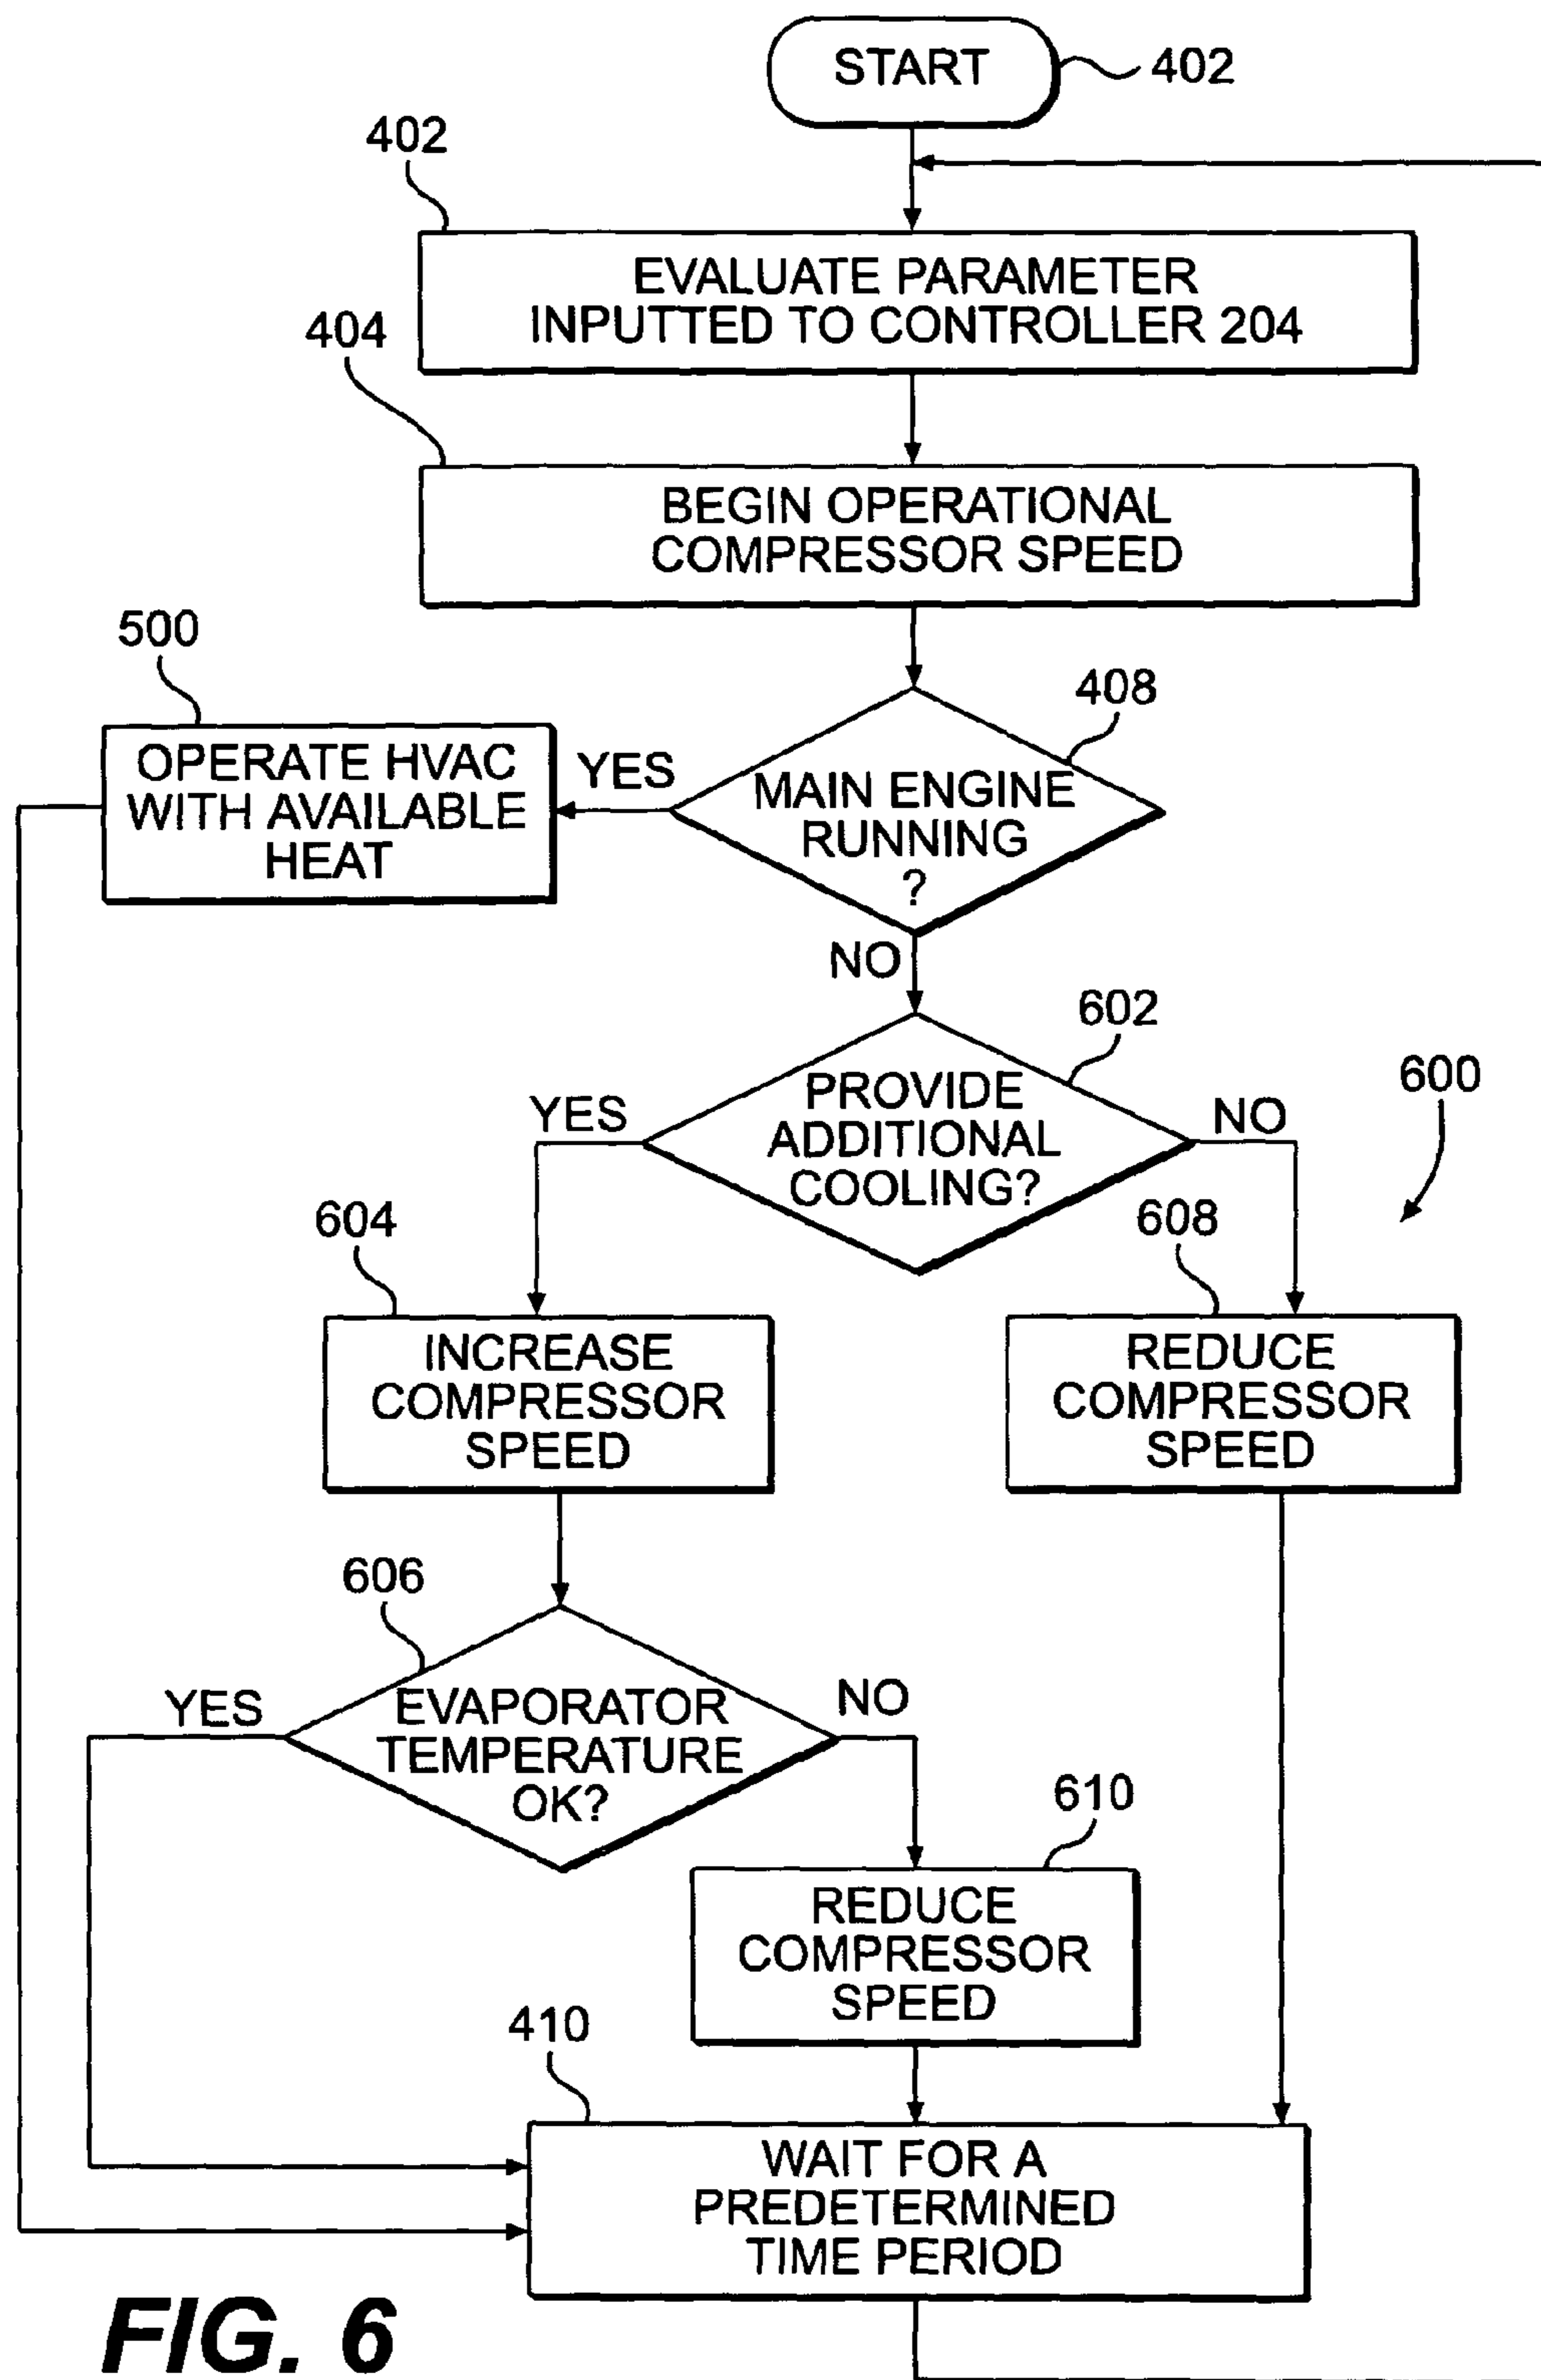 START
402
402
EVALUATE PARAMETER
INPUTTED TO CONTROLLER 204
404
BEGIN OPERATIONAL
COMPRESSOR SPEED
500
408
OPERATE HVAC
WITH AVAILABLE
HEAT
YES
MAIN ENGINE
RUNNING
?
NO
602
600
PROVIDE
ADDITIONAL
COOLING?
YES
NO
604
608
INCREASE
COMPRESSOR
SPEED
REDUCE
COMPRESSOR
SPEED
606
YES
EVAPORATOR
TEMPERATURE
OK?
NO
610
REDUCE
COMPRESSOR
SPEED
410
WAIT FOR A
PREDETERMINED
TIME PERIOD
FIG. 6